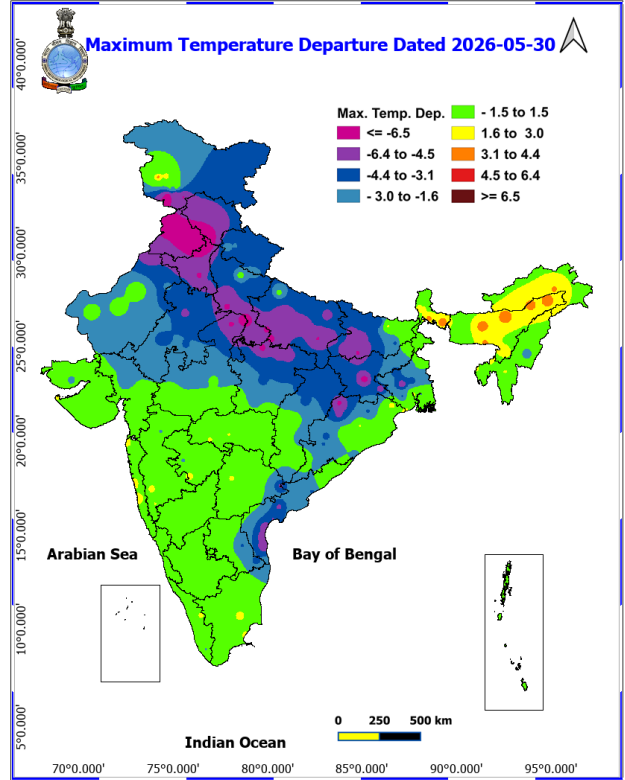 Maximum Temperature Departure Dated 2026-05-30
Max. Temp. Dep.
<= -6.5
-6.4 to -4.5
-4.4 to -3.1
- 3.0 to -1.6
- 1.5 to 1.5
1.6 to 3.0
3.1 to 4.4
4.5 to 6.4
>= 6.5
40°0.000'
35°0.000'
30°0.000'
25°0.000'
20°0.000'
15°0.000'
10°0.000'
5°0.000'
Arabian Sea
Bay of Bengal
Indian Ocean
0 250 500 km
70°0.000' 75°0.000' 80°0.000' 85°0.000' 90°0.000' 95°0.000'